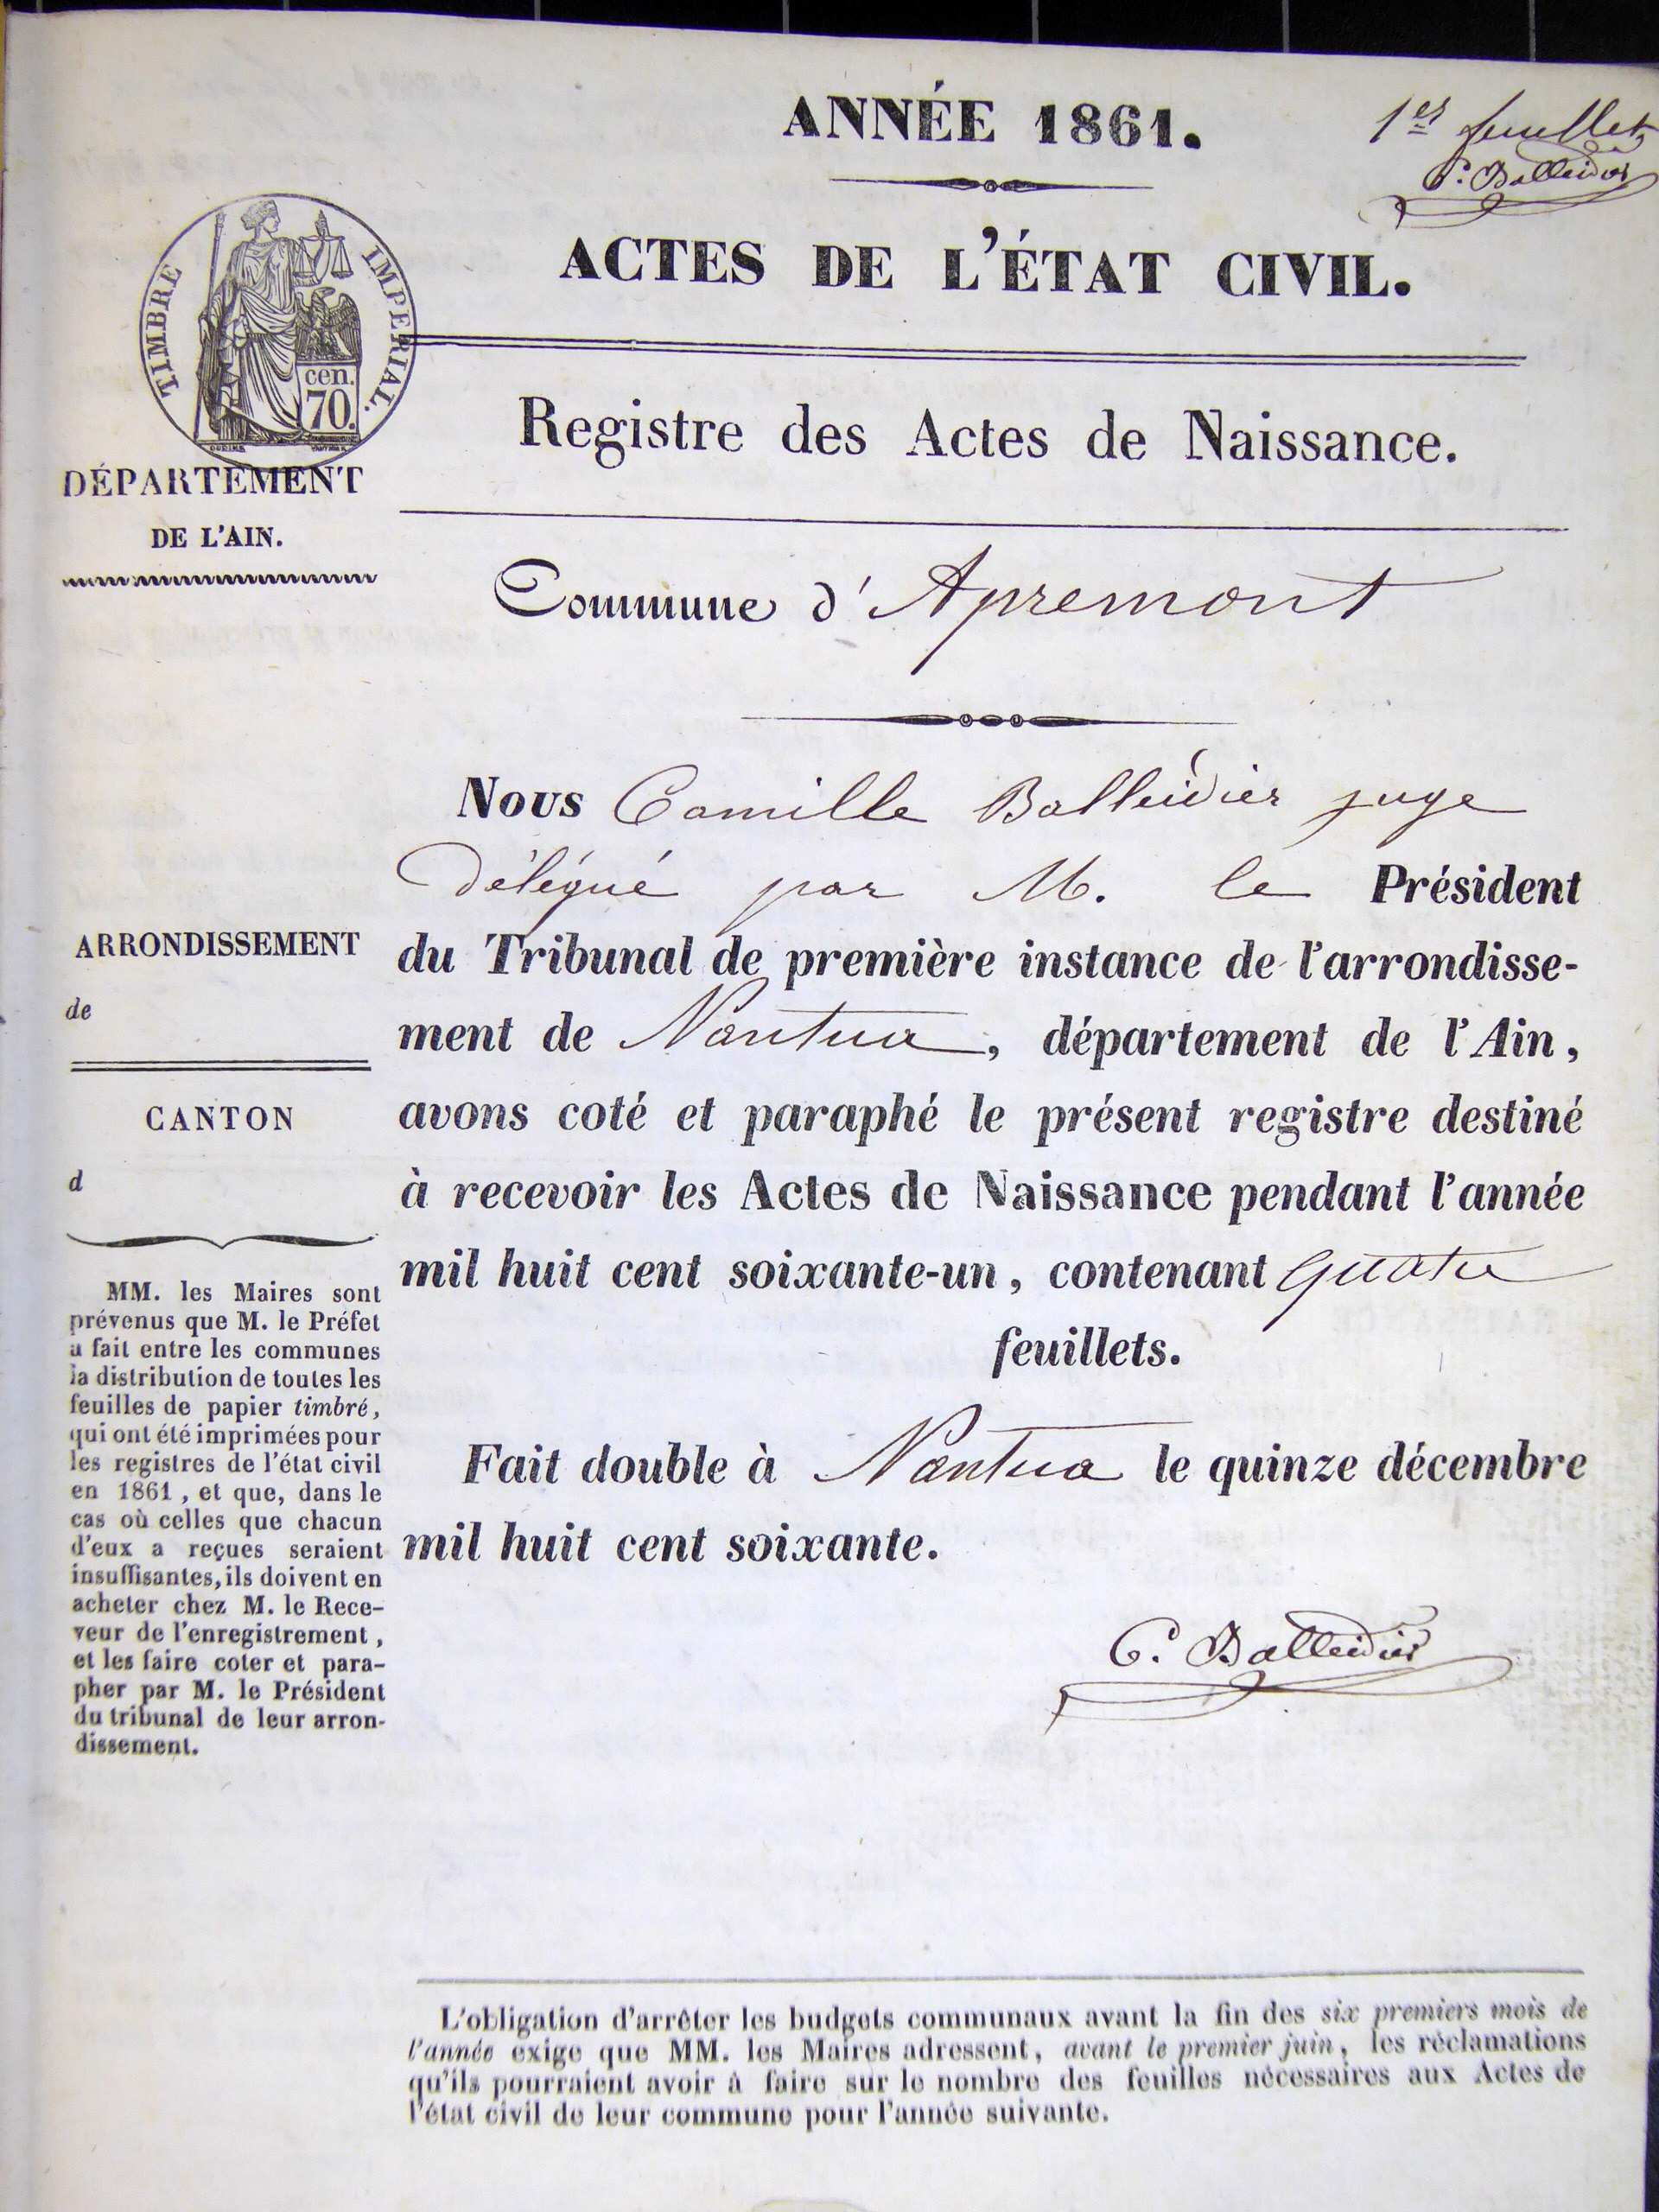 ANNÉE 1861.
1er feuillet
C. Balleidier
ACTES DE L'ÉTAT CIVIL.
TIMBRE IMPERIAL.
cen.
70.
Registre des Actes de Naissance.
DÉPARTEMENT
DE L'AIN.
Commune d'Apremont
Nous Camille Balleidier juge
délégué par M. le Président
du Tribunal de première instance de l'arrondisse-
ment de Nantua, département de l'Ain,
avons coté et paraphé le présent registre destiné
à recevoir les Actes de Naissance pendant l'année
mil huit cent soixante-un, contenant quatre
feuillets.
Fait double à Nantua le quinze décembre
mil huit cent soixante.
C. Balleidier
ARRONDISSEMENT
de
CANTON
d
MM. les Maires sont
prévenus que M. le Préfet
a fait entre les communes
la distribution de toutes les
feuilles de papier timbré,
qui ont été imprimées pour
les registres de l'état civil
en 1861, et que, dans le
cas où celles que chacun
d'eux a reçues seraient
insuffisantes, ils doivent en
acheter chez M. le Rece-
veur de l'enregistrement,
et les faire coter et para-
pher par M. le Président
du tribunal de leur arron-
dissement.
L'obligation d'arrêter les budgets communaux avant la fin des six premiers mois de
l'année exige que MM. les Maires adressent, avant le premier juin, les réclamations
qu'ils pourraient avoir à faire sur le nombre des feuilles nécessaires aux Actes de
l'état civil de leur commune pour l'année suivante.